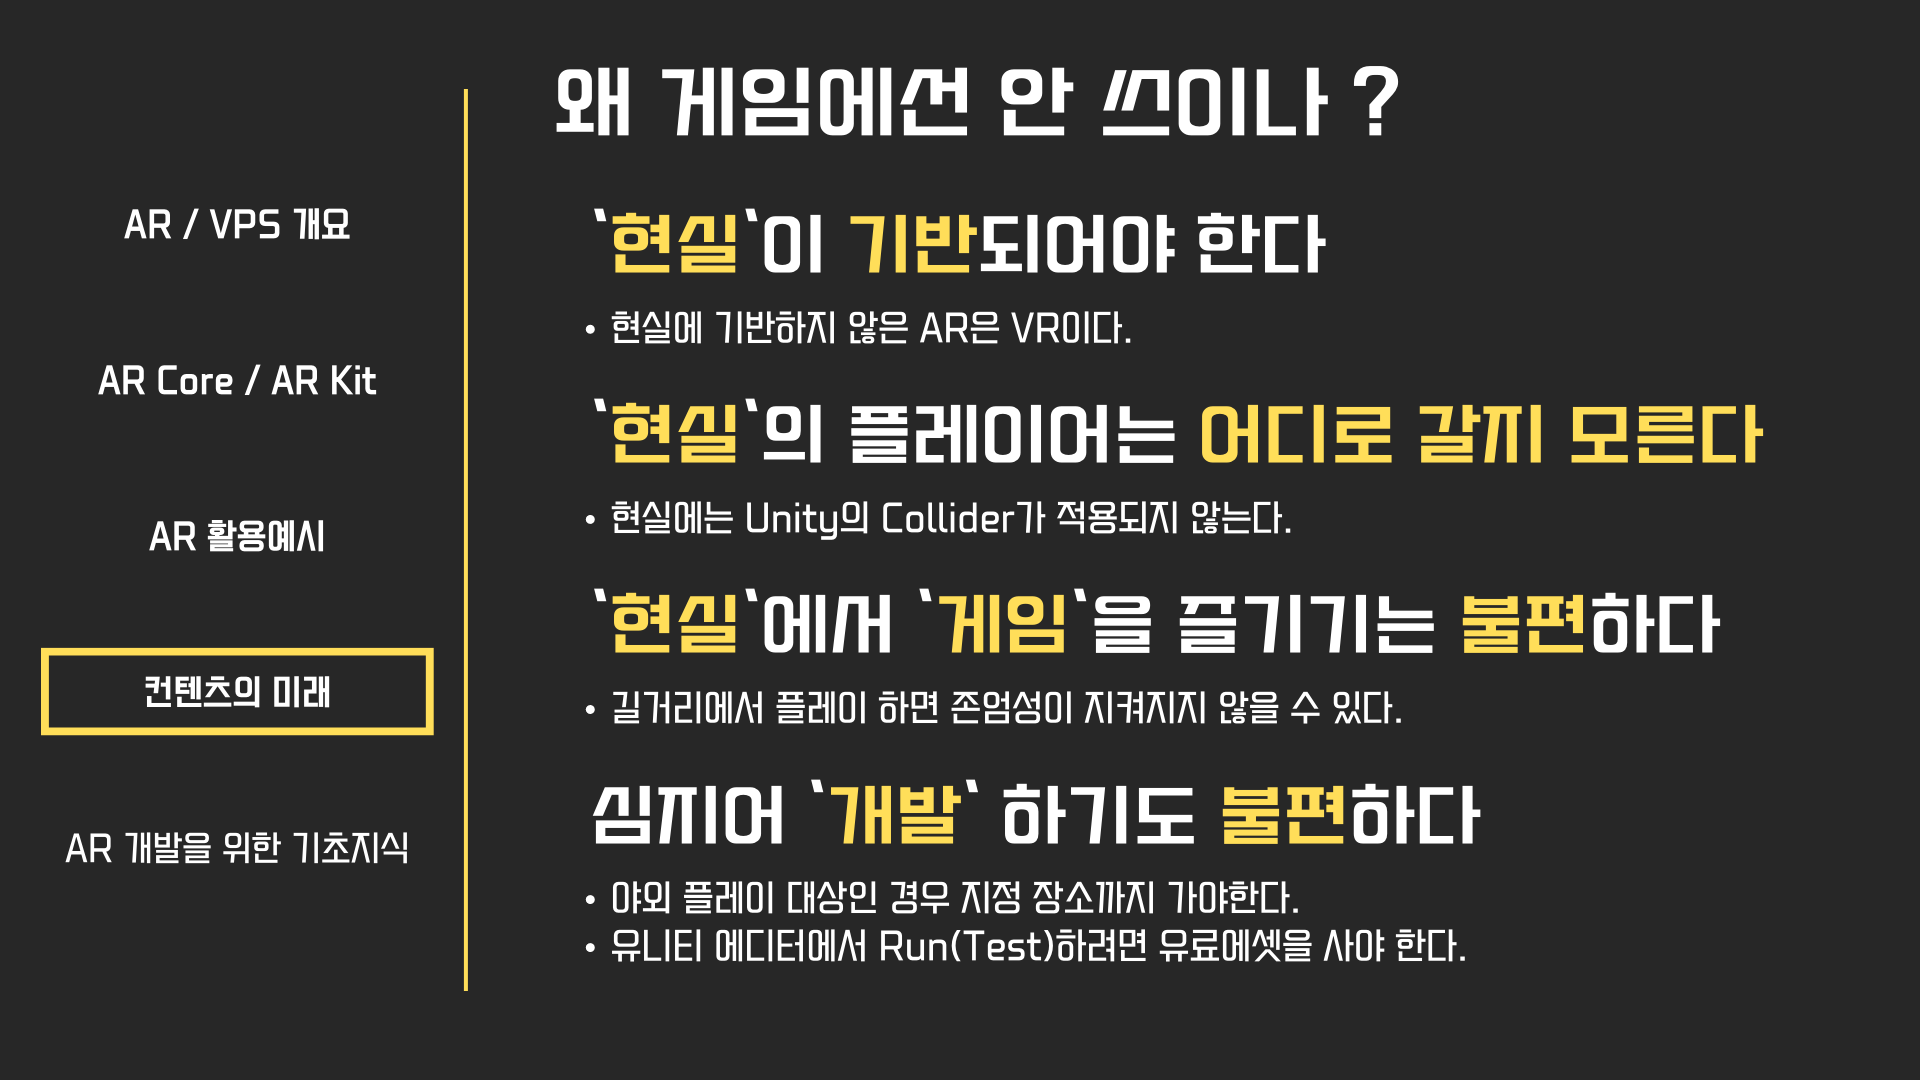 왜 게임에선 안 쓰이나 ?
AR / VPS 개요
AR Core / AR Kit
AR 활용예시
컨텐츠의 미래
AR 개발을 위한 기초지식
`현실`이 기반되어야 한다
• 현실에 기반하지 않은 AR은 VR이다.
`현실`의 플레이어는 어디로 갈지 모른다
• 현실에는 Unity의 Collider가 적용되지 않는다.
`현실`에서 `게임`을 즐기기는 불편하다
• 길거리에서 플레이 하면 존엄성이 지켜지지 않을 수 있다.
심지어 `개발` 하기도 불편하다
• 야외 플레이 대상인 경우 지정 장소까지 가야한다.
• 유니티 에디터에서 Run(Test)하려면 유료에셋을 사야 한다.